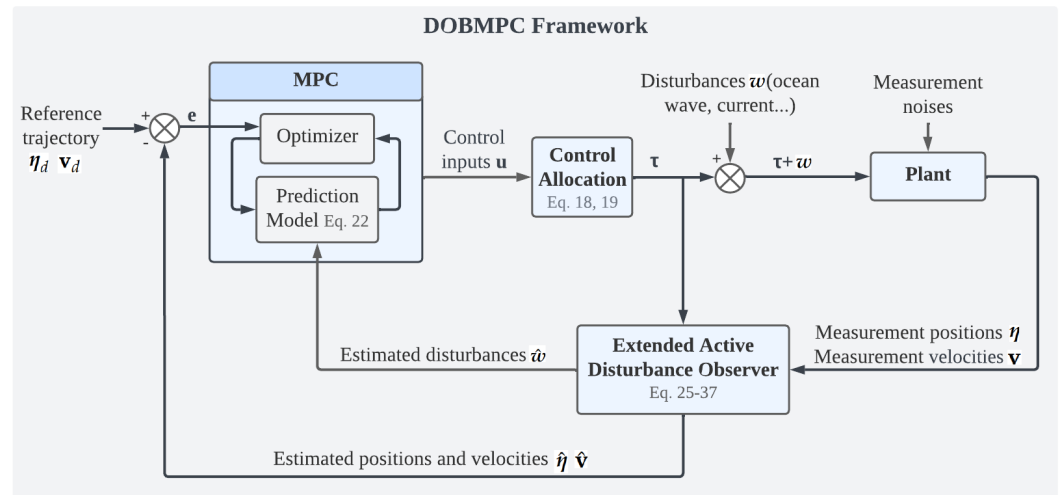 DOBMPC Framework
MPC
Reference
trajectory
η_d v_d
+
-
e
Optimizer
Prediction
Model Eq. 22
Control
inputs u
Control
Allocation
Eq. 18, 19
τ
Disturbances w(ocean
wave, current...)
+
τ+w
Measurement
noises
Plant
Measurement positions η
Measurement velocities v
Extended Active
Disturbance Observer
Eq. 25-37
Estimated disturbances ŵ
Estimated positions and velocities η̂ v̂